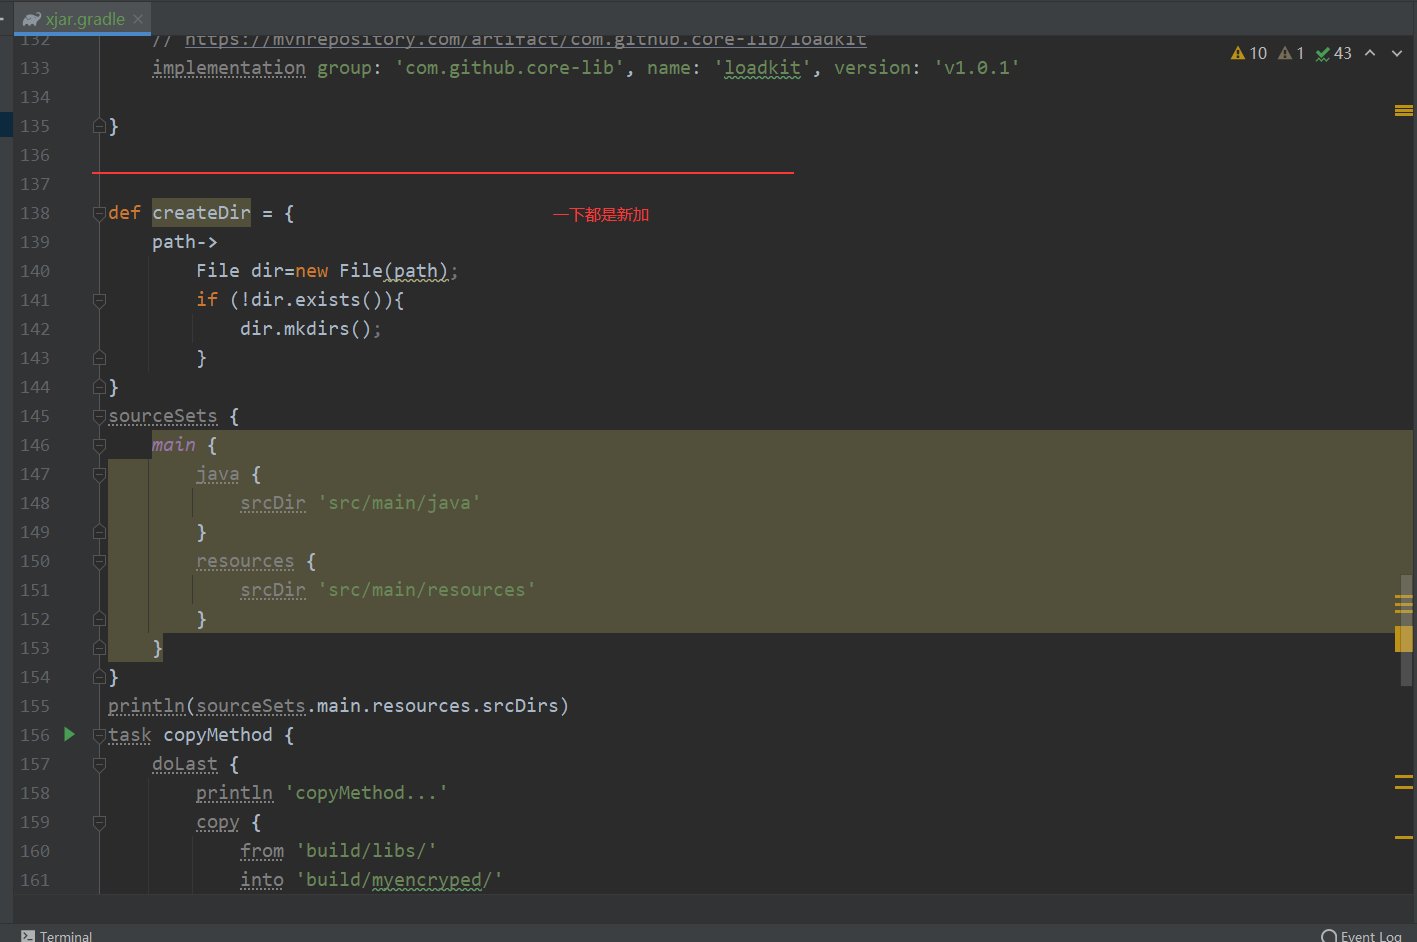 xjar.gradle
132 // https://mvnrepository.com/artifact/com.github.core-lib/loadkit
10 1 43
133 implementation group: 'com.github.core-lib', name: 'loadkit', version: 'v1.0.1'
134
135 }
136
137
138 def createDir = { 一下都是新加
139 path->
140 File dir=new File(path);
141 if (!dir.exists()){
142 dir.mkdirs();
143 }
144 }
145 sourceSets {
146 main {
147 java {
148 srcDir 'src/main/java'
149 }
150 resources {
151 srcDir 'src/main/resources'
152 }
153 }
154 }
155 println(sourceSets.main.resources.srcDirs)
156 task copyMethod {
157 doLast {
158 println 'copyMethod...'
159 copy {
160 from 'build/libs/'
161 into 'build/myencryped/'
Terminal Event Log